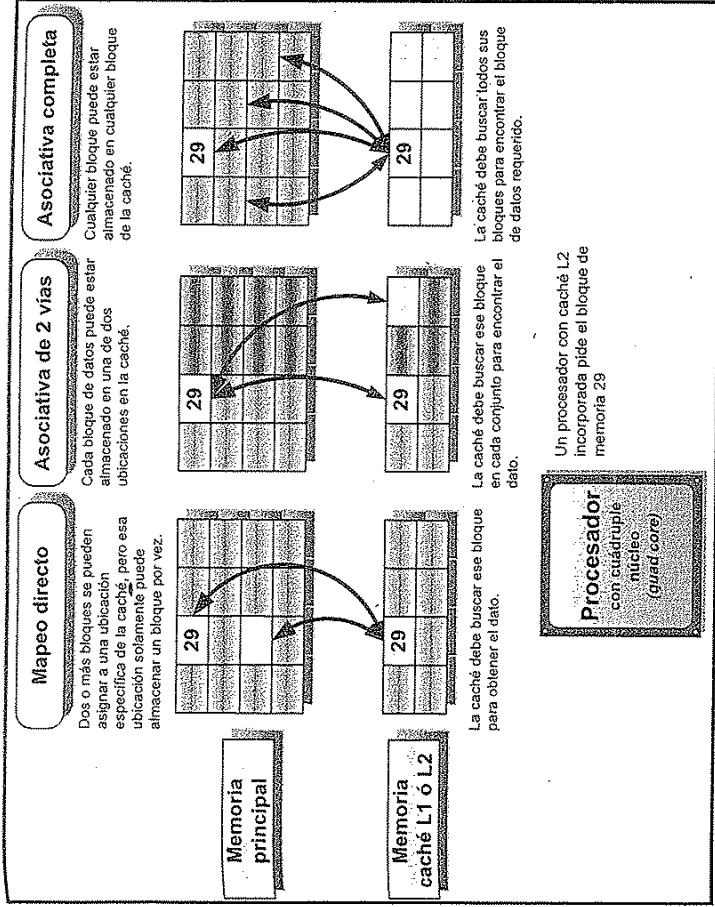 Mapeo directo
Dos o más bloques se pueden
asignar a una ubicación
específica de la caché, pero esa
ubicación solamente puede
almacenar un bloque por vez.
Asociativa de 2 vías
Cada bloque de datos puede estar
almacenado en una de dos
ubicaciones en la caché.
Asociativa completa
Cualquier bloque puede estar
almacenado en cualquier bloque
de la caché.
Memoria
principal
29
29
29
Memoria
caché L1 ó L2
29
29
29
La caché debe buscar ese bloque
para obtener el dato.
La caché debe buscar ese bloque
en cada conjunto para encontrar el
dato.
La caché debe buscar todos sus
bloques para encontrar el bloque
de datos requerido.
Procesador
con cuádruple
núcleo
(quad core)
Un procesador con caché L2
incorporada pide el bloque de
memoria 29